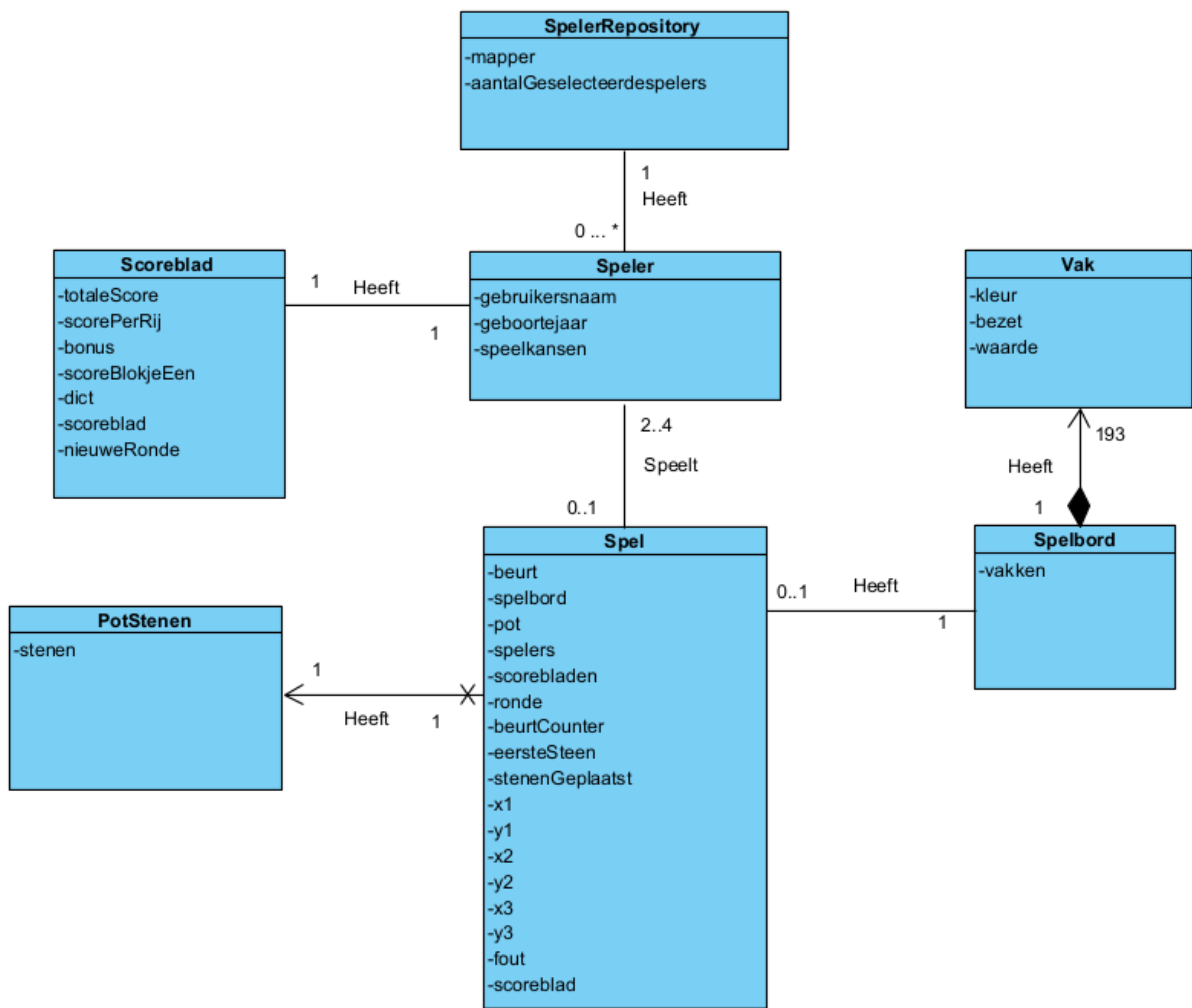 SpelerRepository
-mapper
-aantalGeselecteerdespelers
1
Heeft
0 ... *
Scoreblad
-totaleScore
-scorePerRij
-bonus
-scoreBlokjeEen
-dict
-scoreblad
-nieuweRonde
1
Heeft
1
Speler
-gebruikersnaam
-geboortejaar
-speelkansen
Vak
-kleur
-bezet
-waarde
2..4
Speelt
0..1
193
Heeft
1
Spel
-beurt
-spelbord
-pot
-spelers
-scorebladen
-ronde
-beurtCounter
-eersteSteen
-stenenGeplaatst
-x1
-y1
-x2
-y2
-x3
-y3
-fout
-scoreblad
0..1
Heeft
1
Spelbord
-vakken
PotStenen
-stenen
1
Heeft
1